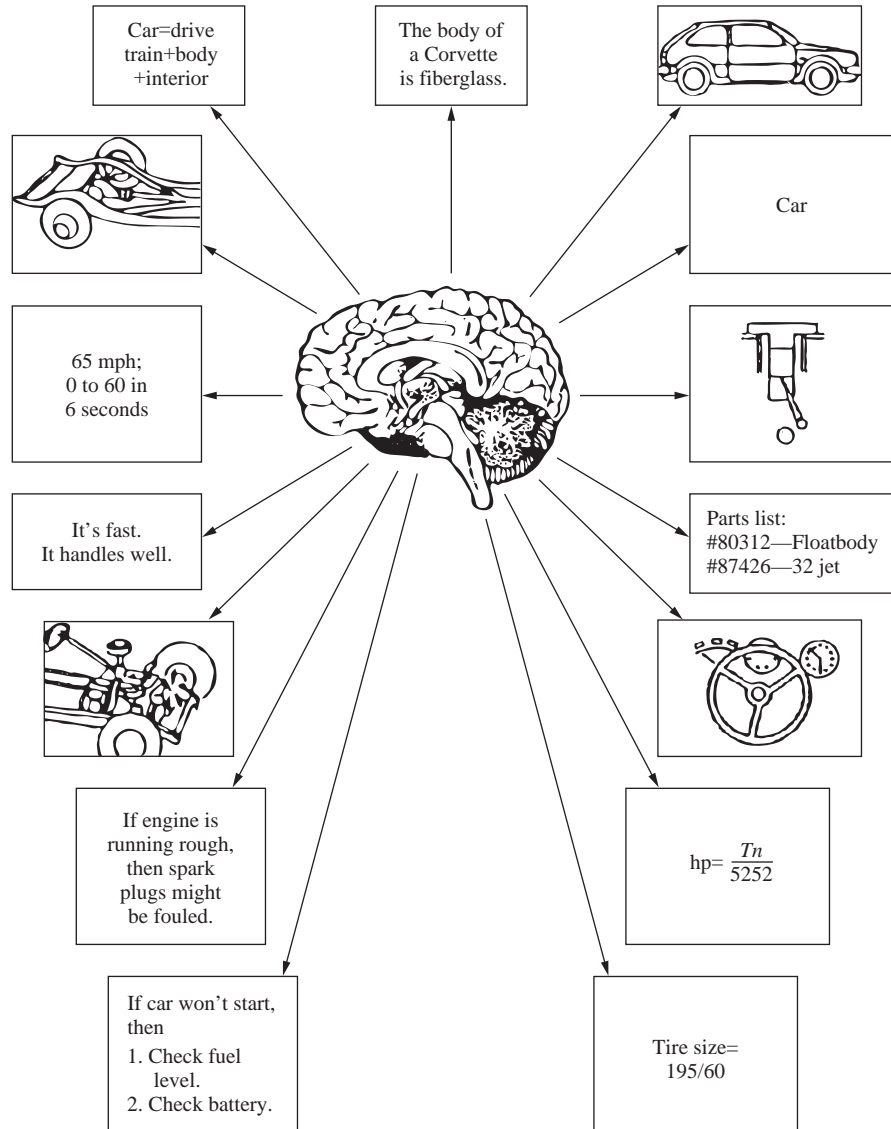 Car=drive
train+body
+interior
The body of
a Corvette
is fiberglass.
Car
65 mph;
0 to 60 in
6 seconds
It's fast.
It handles well.
Parts list:
#80312—Floatbody
#87426—32 jet
If engine is
running rough,
then spark
plugs might
be fouled.
hp= Tn/5252
If car won't start,
then
1. Check fuel
level.
2. Check battery.
Tire size=
195/60